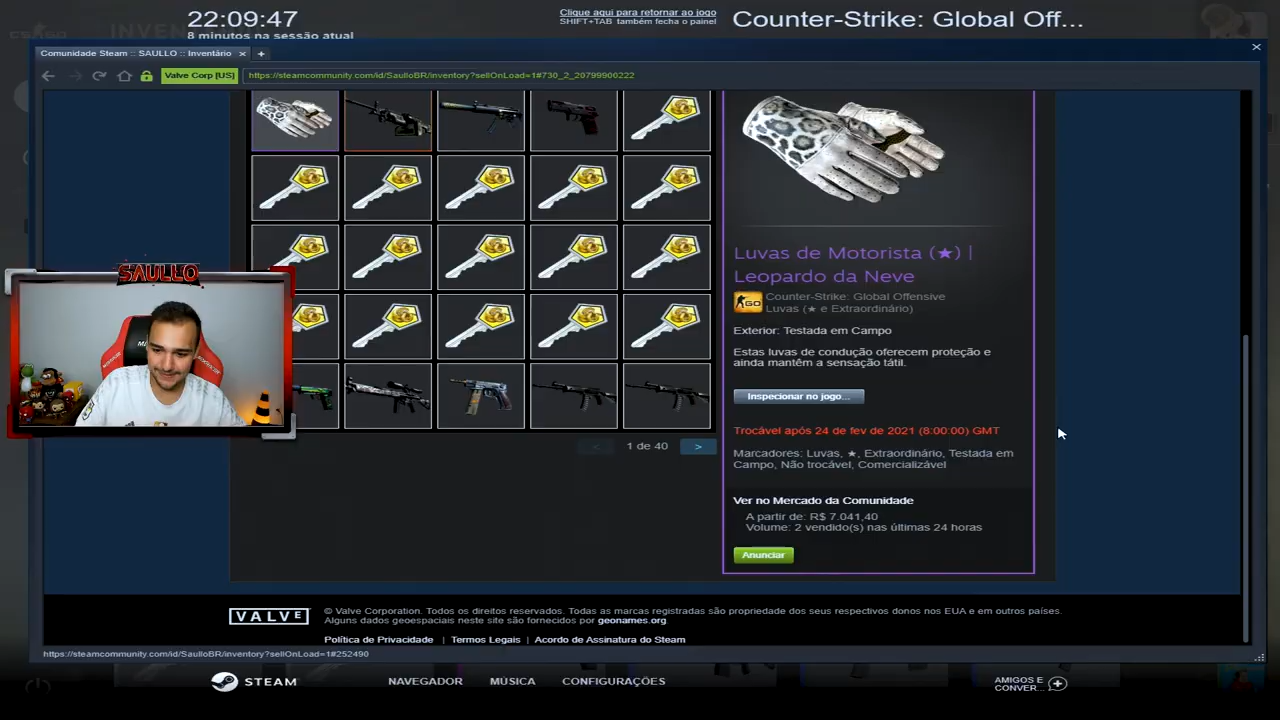 22:09:47
8 minutos na sessão atual
Clique aqui para retornar ao jogo
SHIFT+TAB também fecha o painel
Counter-Strike: Global Off...
Comunidade Steam :: SAULLO :: Inventário
Valve Corp [US]
https://steamcommunity.com/id/SaulloBR/inventory?sellOnLoad=1#730_2_20799900222
Luvas de Motorista (★) |
Leopardo da Neve
Counter-Strike: Global Offensive
Luvas (★ e Extraordinário)
Exterior: Testada em Campo
Estas luvas de condução oferecem proteção e
ainda mantêm a sensação tátil.
Inspecionar no jogo...
Trocável após 24 de fev de 2021 (8:00:00) GMT
Marcadores: Luvas, ★, Extraordinário, Testada em
Campo, Não trocável, Comercializável
Ver no Mercado da Comunidade
A partir de: R$ 7.041,40
Volume: 2 vendido(s) nas últimas 24 horas
Anunciar
< 1 de 40 >
SAULLO
VALVE
© Valve Corporation. Todos os direitos reservados. Todas as marcas registradas são propriedade dos seus respectivos donos nos EUA e em outros países.
Alguns dados geoespaciais neste site são fornecidos por geonames.org.
Política de Privacidade | Termos Legais | Acordo de Assinatura do Steam
https://steamcommunity.com/id/SaulloBR/inventory?sellOnLoad=1#252490
STEAM
NAVEGADOR
MÚSICA
CONFIGURAÇÕES
AMIGOS E
CONVER...